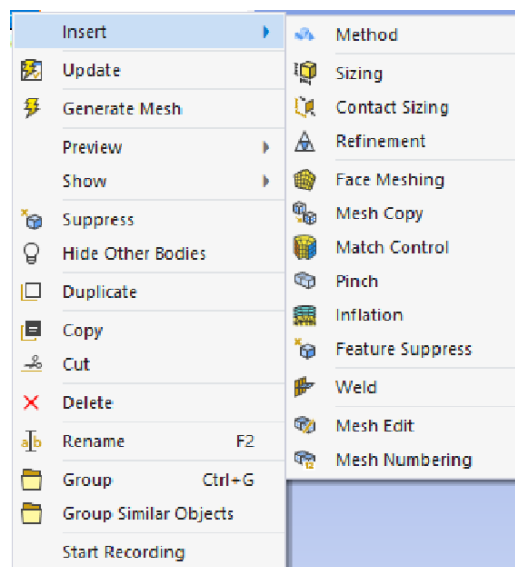 Insert
Update
Generate Mesh
Preview
Show
Suppress
Hide Other Bodies
Duplicate
Copy
Cut
Delete
Rename F2
Group Ctrl+G
Group Similar Objects
Start Recording
Method
Sizing
Contact Sizing
Refinement
Face Meshing
Mesh Copy
Match Control
Pinch
Inflation
Feature Suppress
Weld
Mesh Edit
Mesh Numbering